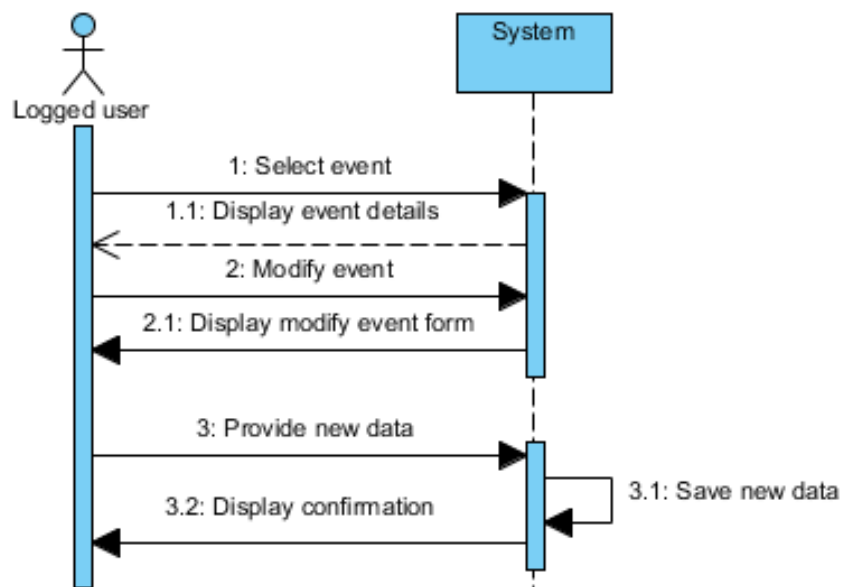 System
Logged user
1: Select event
1.1: Display event details
2: Modify event
2.1: Display modify event form
3: Provide new data
3.1: Save new data
3.2: Display confirmation